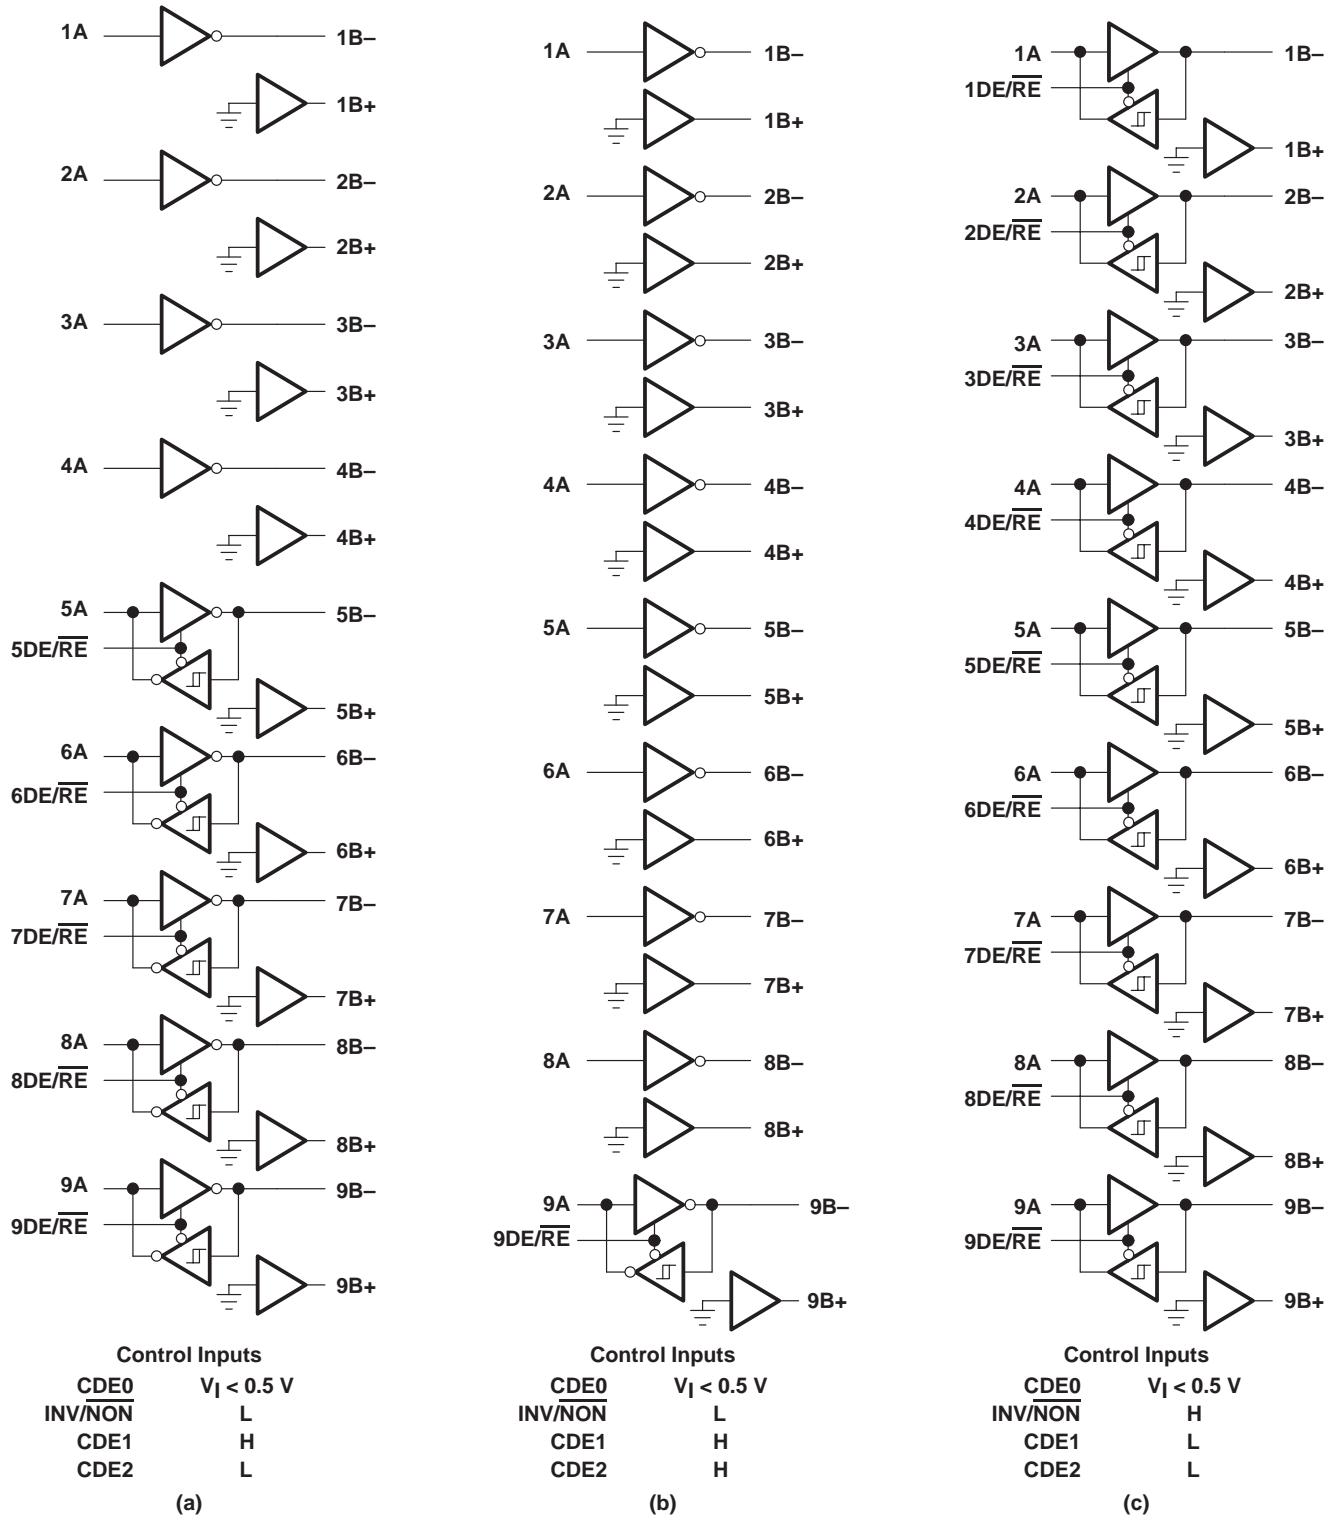 1A 1B–
1B+
2A 2B–
2B+
3A 3B–
3B+
4A 4B–
4B+
5A 5B–
5DE/RE
5B+
6A 6B–
6DE/RE
6B+
7A 7B–
7DE/RE
7B+
8A 8B–
8DE/RE
8B+
9A 9B–
9DE/RE
9B+
Control Inputs
CDE0 VI < 0.5 V
INV/NON L
CDE1 H
CDE2 L
(a)
1A 1B–
1B+
2A 2B–
2B+
3A 3B–
3B+
4A 4B–
4B+
5A 5B–
5B+
6A 6B–
6B+
7A 7B–
7B+
8A 8B–
8B+
9A 9B–
9DE/RE
9B+
Control Inputs
CDE0 VI < 0.5 V
INV/NON L
CDE1 H
CDE2 H
(b)
1A 1B–
1DE/RE
1B+
2A 2B–
2DE/RE
2B+
3A 3B–
3DE/RE
3B+
4A 4B–
4DE/RE
4B+
5A 5B–
5DE/RE
5B+
6A 6B–
6DE/RE
6B+
7A 7B–
7DE/RE
7B+
8A 8B–
8DE/RE
8B+
9A 9B–
9DE/RE
9B+
Control Inputs
CDE0 VI < 0.5 V
INV/NON H
CDE1 L
CDE2 L
(c)